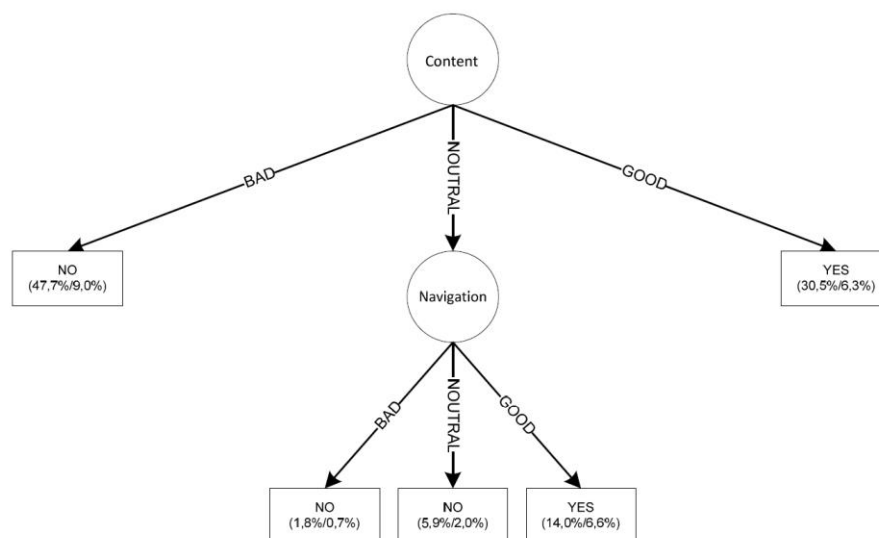 Content
BAD
NOUTRAL
GOOD
NO
(47,7%/9,0%)
YES
(30,5%/6,3%)
Navigation
BAD
NOUTRAL
GOOD
NO
(1,8%/0,7%)
NO
(5,9%/2,0%)
YES
(14,0%/6,6%)